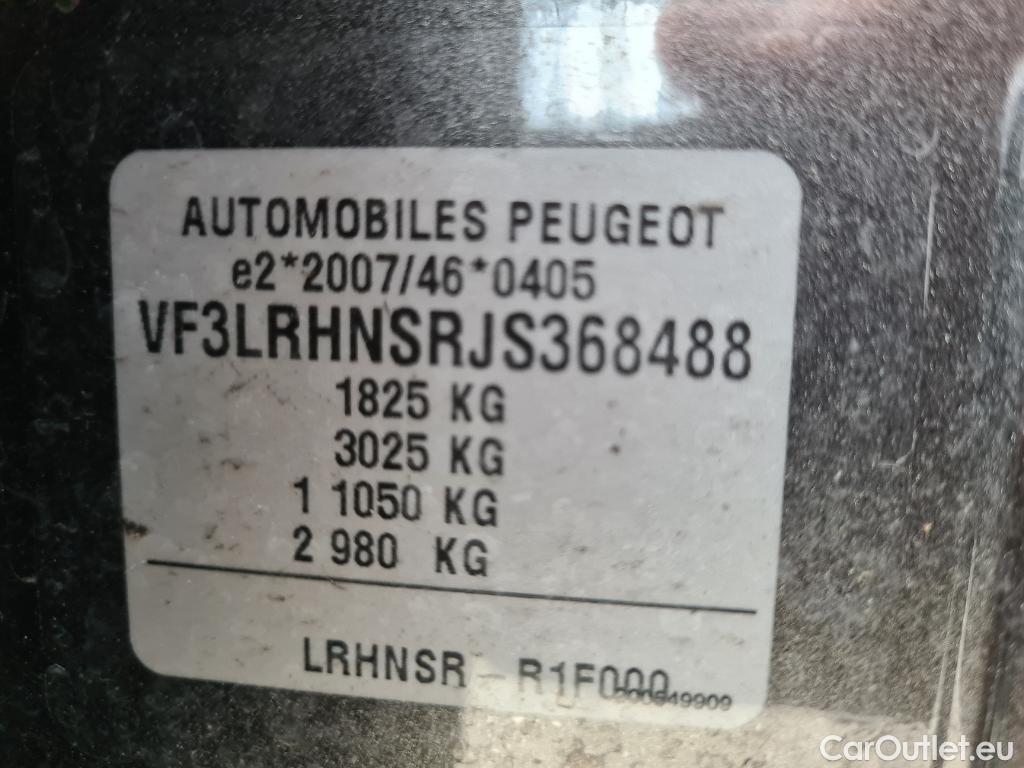 AUTOMOBILES PEUGEOT
e2*2007/46*0405
VF3LRHNSRJS368488
1825 KG
3025 KG
1 1050 KG
2 980 KG
LRHNSR - R1F000
CarOutlet.eu